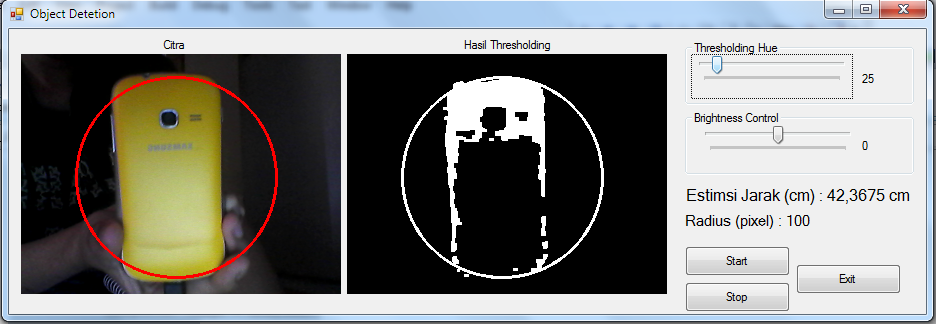 Object Detetion
Citra
Hasil Thresholding
Thresholding Hue
25
Brightness Control
0
Estimsi Jarak (cm) : 42,3675 cm
Radius (pixel) : 100
Start
Stop
Exit
SAMSUNG